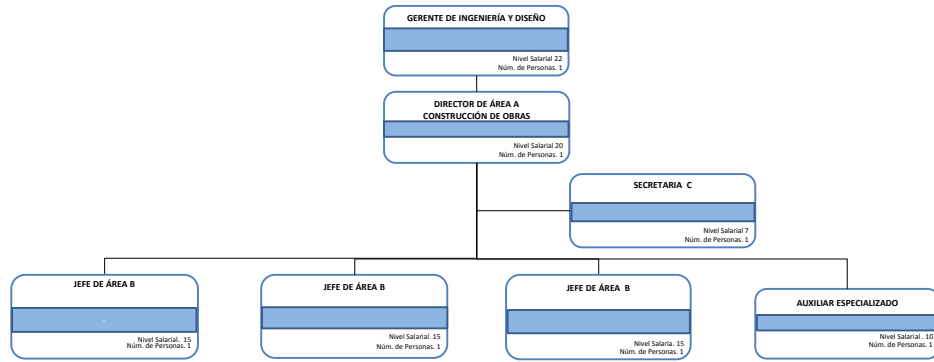 GERENTE DE INGENIERÍA Y DISEÑO
Nivel Salarial 22
Núm. de Personas. 1
DIRECTOR DE ÁREA A
CONSTRUCCIÓN DE OBRAS
Nivel Salarial 20
Núm. de Personas. 1
SECRETARIA C
Nivel Salarial 7
Núm. de Personas. 1
JEFE DE ÁREA B
Nivel Salarial. 15
Núm. de Personas. 1
JEFE DE ÁREA B
Nivel Salarial. 15
Núm. de Personas. 1
JEFE DE ÁREA B
Nivel Salaria. 15
Núm. de Personas. 1
AUXILIAR ESPECIALIZADO
Nivel Salarial . 10
Núm. de Personas. 1